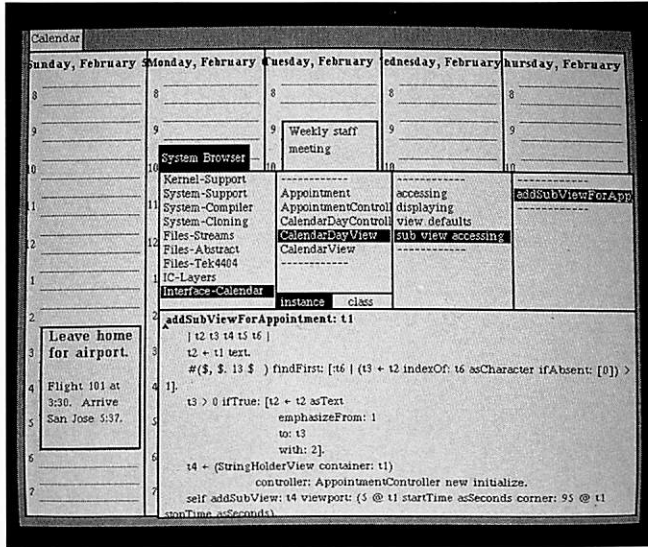 Calendar
Sunday, February 5
Monday, February 6
Tuesday, February
Wednesday, February
Thursday, February
8
9
10
11
12
1
2
3
4
5
6
7
8
9
10
11
12
1
2
3
4
5
6
7
8
9
10
8
9
10
8
9
10
Weekly staff
meeting
Leave home
for airport.
Flight 101 at
3:30. Arrive
San Jose 5:37.
System Browser
Kernel-Support
System-Support
System-Compiler
System-Cloning
Files-Streams
Files-Abstract
Files-Tek4404
IC-Layers
Interface-Calendar
------------
Appointment
AppointmentControll
CalendarDayControll
CalendarDayView
CalendarView
------------
instance class
------------
accessing
displaying
view defaults
sub view accessing
------------
------------
addSubViewForApp
------------
addSubViewForAppointment: t1
| t2 t3 t4 t5 t6 |
t2 ← t1 text.
#($, $. 13 $ ) findFirst: [:t6 | (t3 ← t2 indexOf: t6 asCharacter ifAbsent: [0]) >
1].
t3 > 0 ifTrue: [t2 ← t2 asText
emphasizeFrom: 1
to: t3
with: 2].
t4 ← (StringHolderView container: t1)
controller: AppointmentController new initialize.
self addSubView: t4 viewport: (5 @ t1 startTime asSeconds corner: 95 @ t1
stopTime asSeconds).